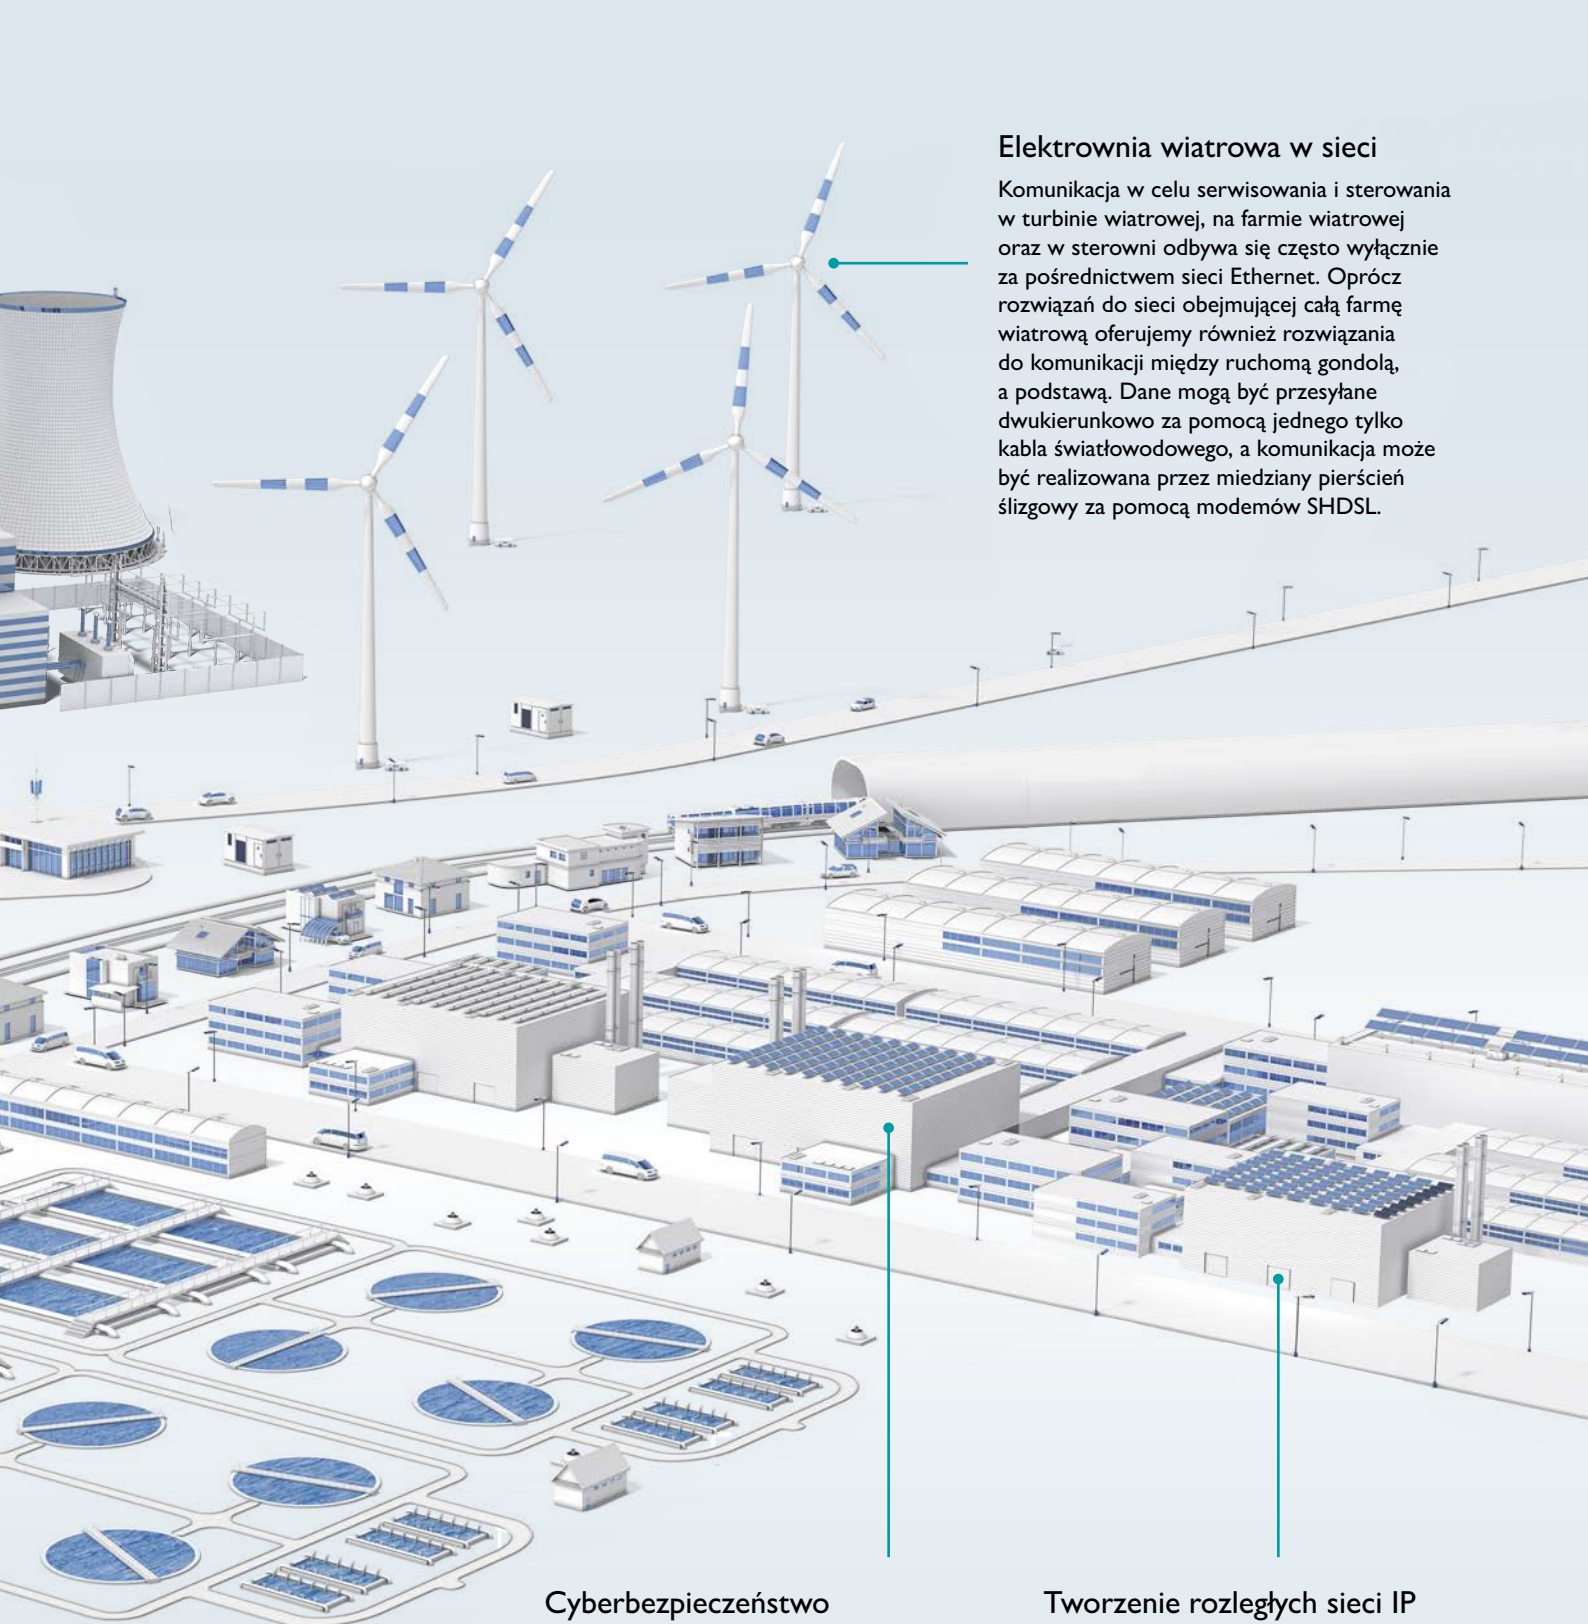 Elektrownia wiatrowa w sieci
Komunikacja w celu serwisowania i sterowania
w turbinie wiatrowej, na farmie wiatrowej
oraz w sterowni odbywa się często wyłącznie
za pośrednictwem sieci Ethernet. Oprócz
rozwiązań do sieci obejmującej całą farmę
wiatrową oferujemy również rozwiązania
do komunikacji między ruchomą gondolą,
a podstawą. Dane mogą być przesyłane
dwukierunkowo za pomocą jednego tylko
kabla światłowodowego, a komunikacja może
być realizowana przez miedziany pierścień
ślizgowy za pomocą modemów SHDSL.
Cyberbezpieczeństwo
Tworzenie rozległych sieci IP